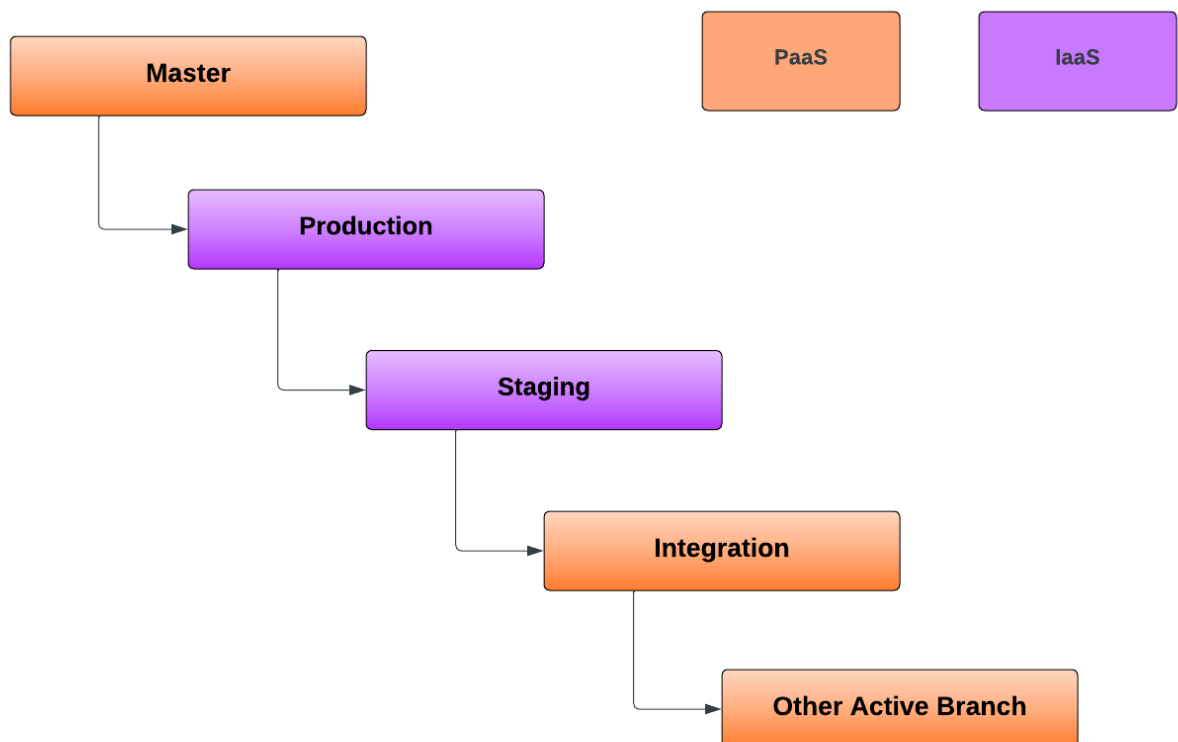 Master
PaaS
IaaS
Production
Staging
Integration
Other Active Branch